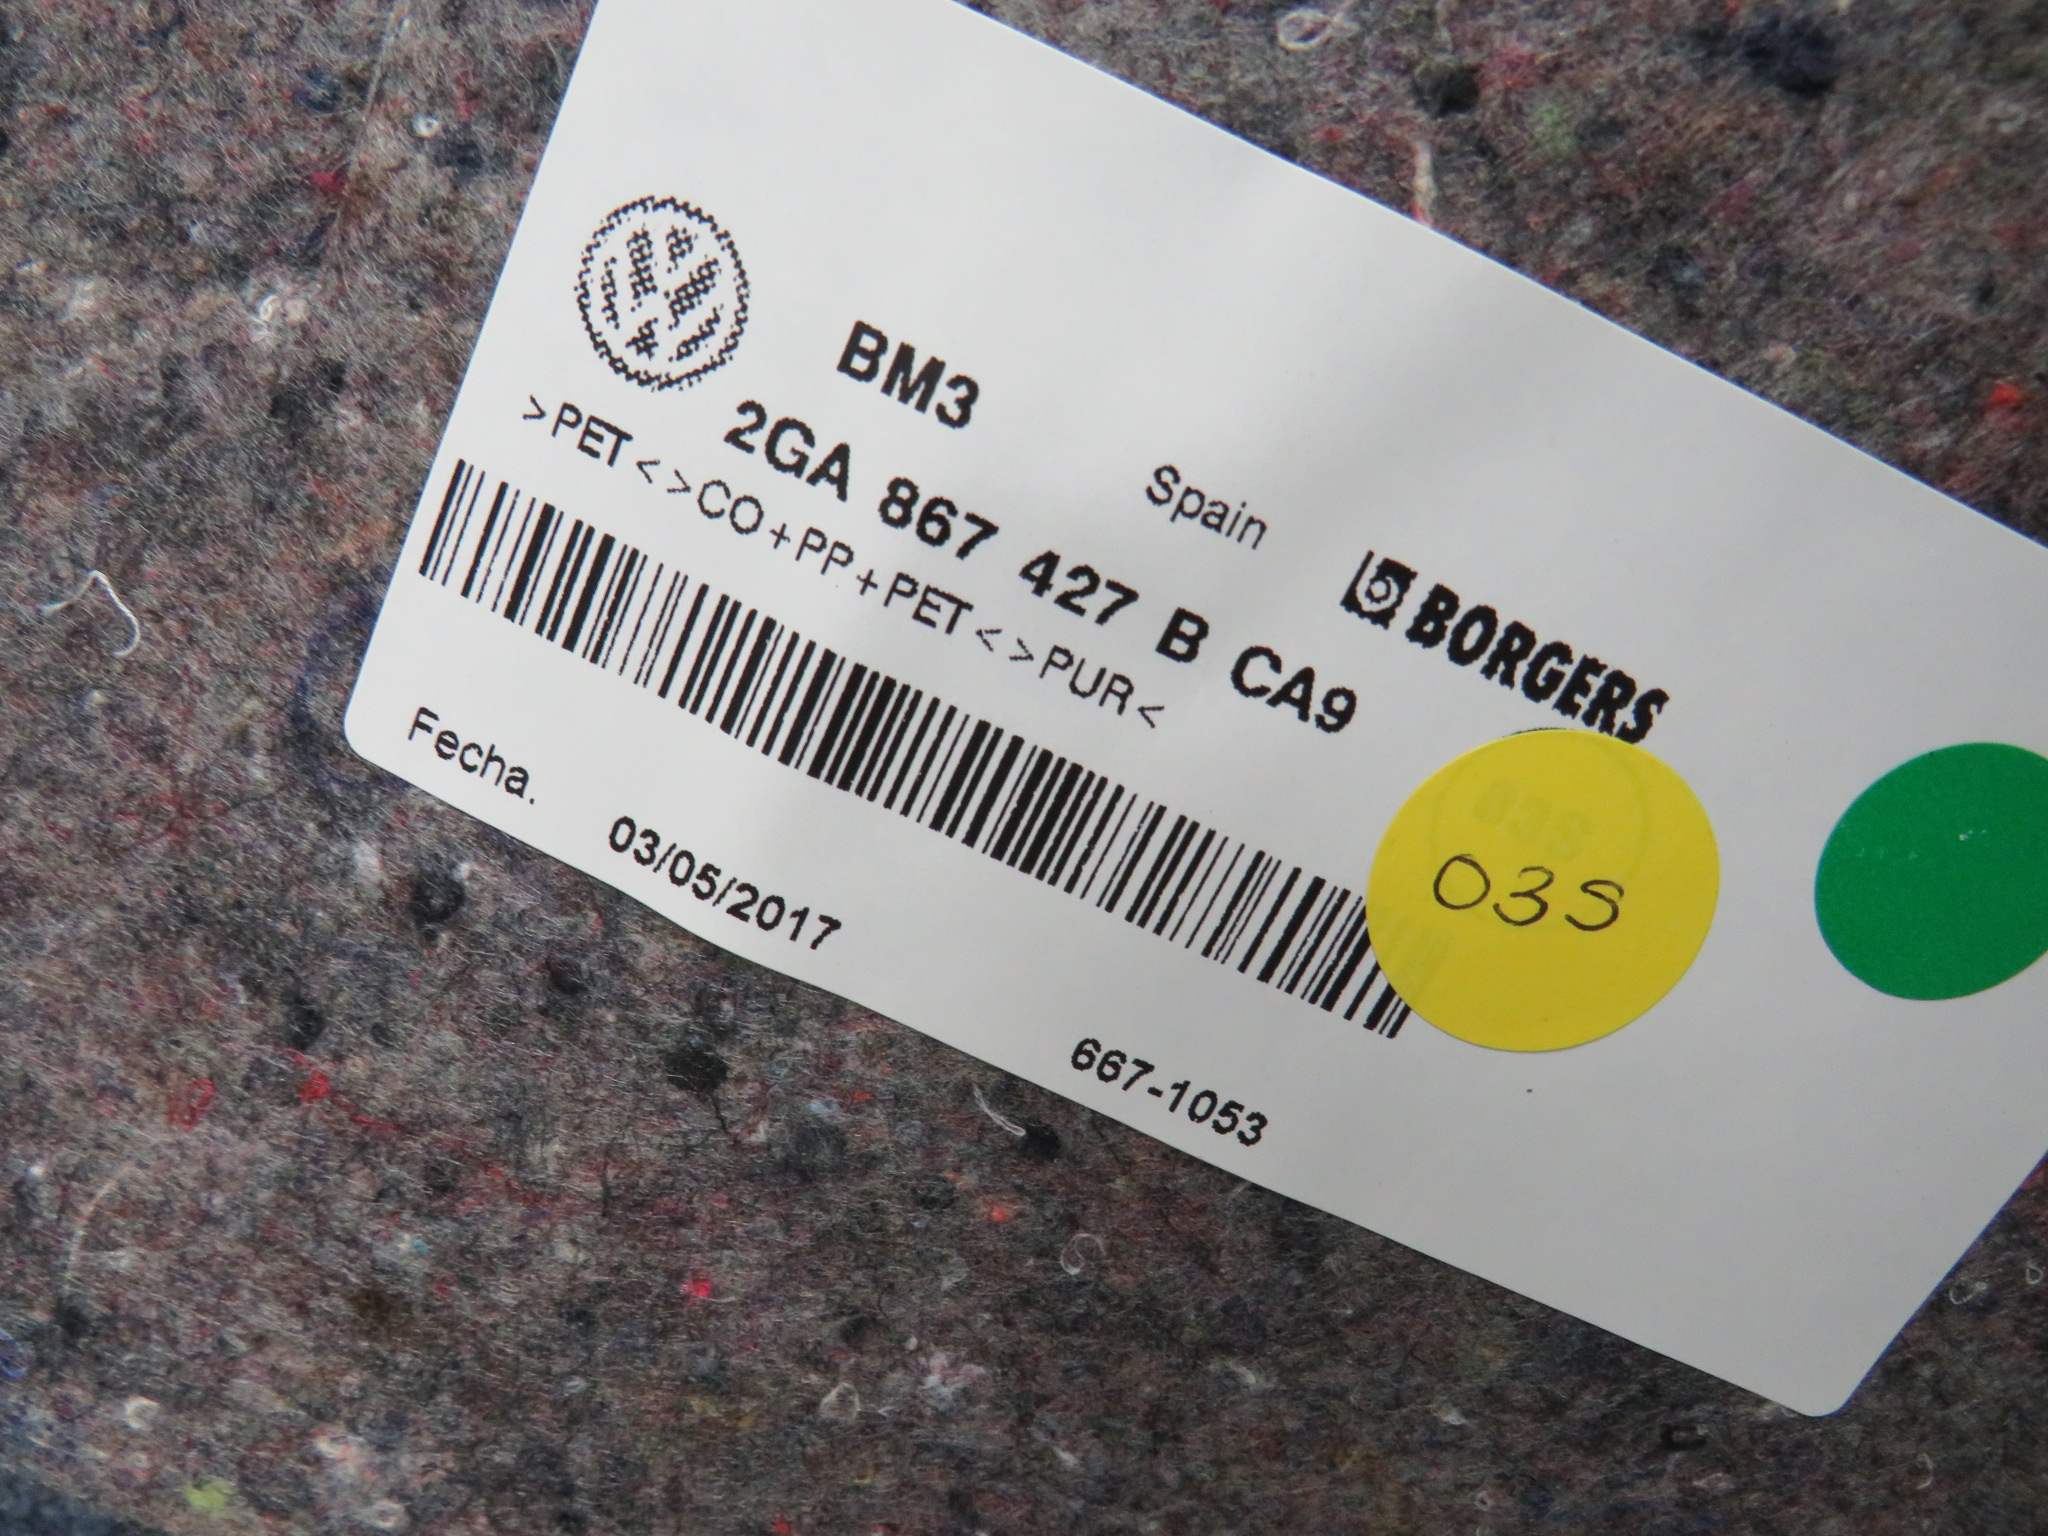 BM3
Spain
BORGERS
2GA 867 427 B CA9
>PET<>CO+PP+PET<>PUR<
03S
Fecha.
03/05/2017
667-1053